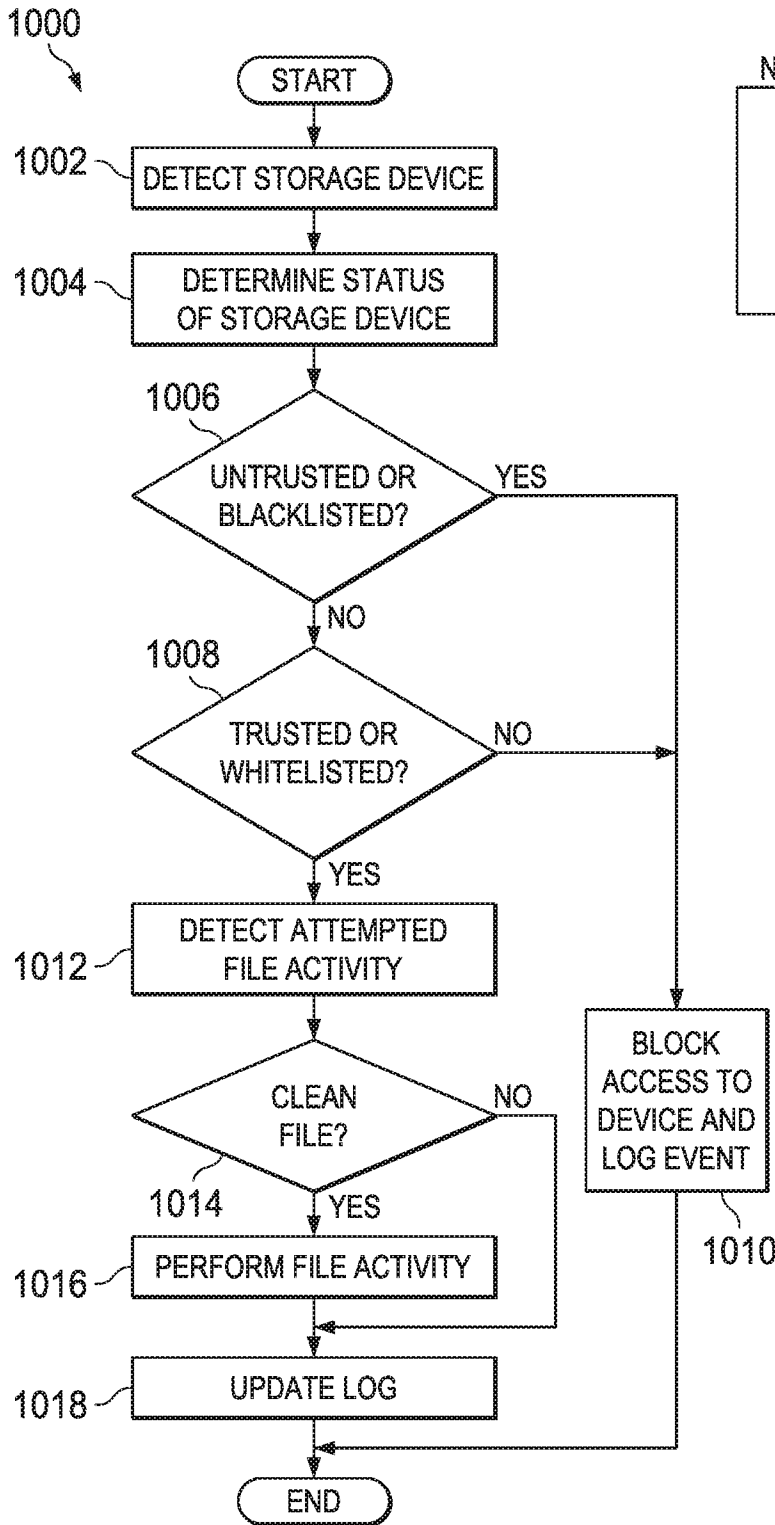 1000
START
1002
DETECT STORAGE DEVICE
1004
DETERMINE STATUS
OF STORAGE DEVICE
1006
UNTRUSTED OR
BLACKLISTED?
YES
NO
1008
TRUSTED OR
WHITELISTED?
NO
YES
1012
DETECT ATTEMPTED
FILE ACTIVITY
CLEAN
FILE?
NO
1014
YES
BLOCK
ACCESS TO
DEVICE AND
LOG EVENT
1010
1016
PERFORM FILE ACTIVITY
1018
UPDATE LOG
END
N